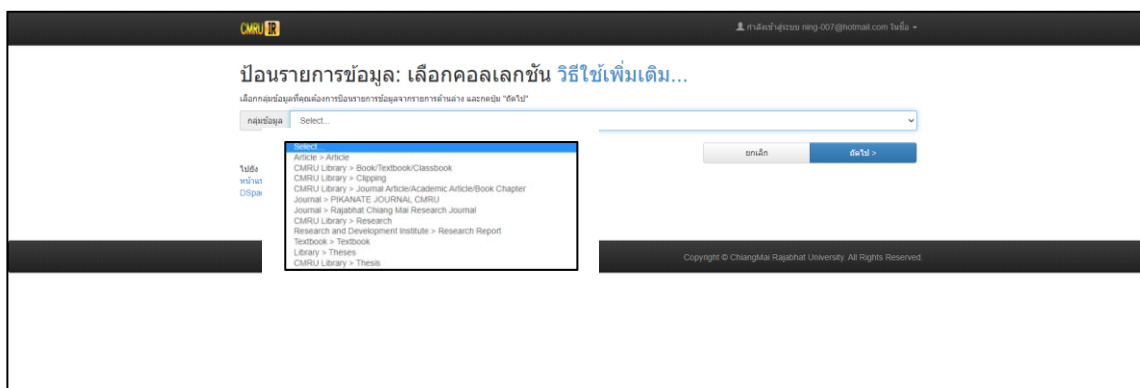 CMRU IR
กำลังเข้าสู่ระบบ ning-007@hotmail.com ในชื่อ
ป้อนรายการข้อมูล: เลือกคอลเลกชัน วิธีใช้เพิ่มเติม...
เลือกกลุ่มข้อมูลที่คุณต้องการป้อนรายการข้อมูลจากรายการด้านล่าง และกดปุ่ม "ถัดไป"
กลุ่มข้อมูล Select...
ยกเลิก ถัดไป >
Select...
Article > Article
CMRU Library > Book/Textbook/Classbook
CMRU Library > Clipping
CMRU Library > Journal Article/Academic Article/Book Chapter
Journal > PIKANATE JOURNAL CMRU
Journal > Rajabhat Chiang Mai Research Journal
CMRU Library > Research
Research and Development Institute > Research Report
Textbook > Textbook
Library > Theses
CMRU Library > Thesis
ไปยัง
Copyright © ChiangMai Rajabhat University. All Rights Reserved.